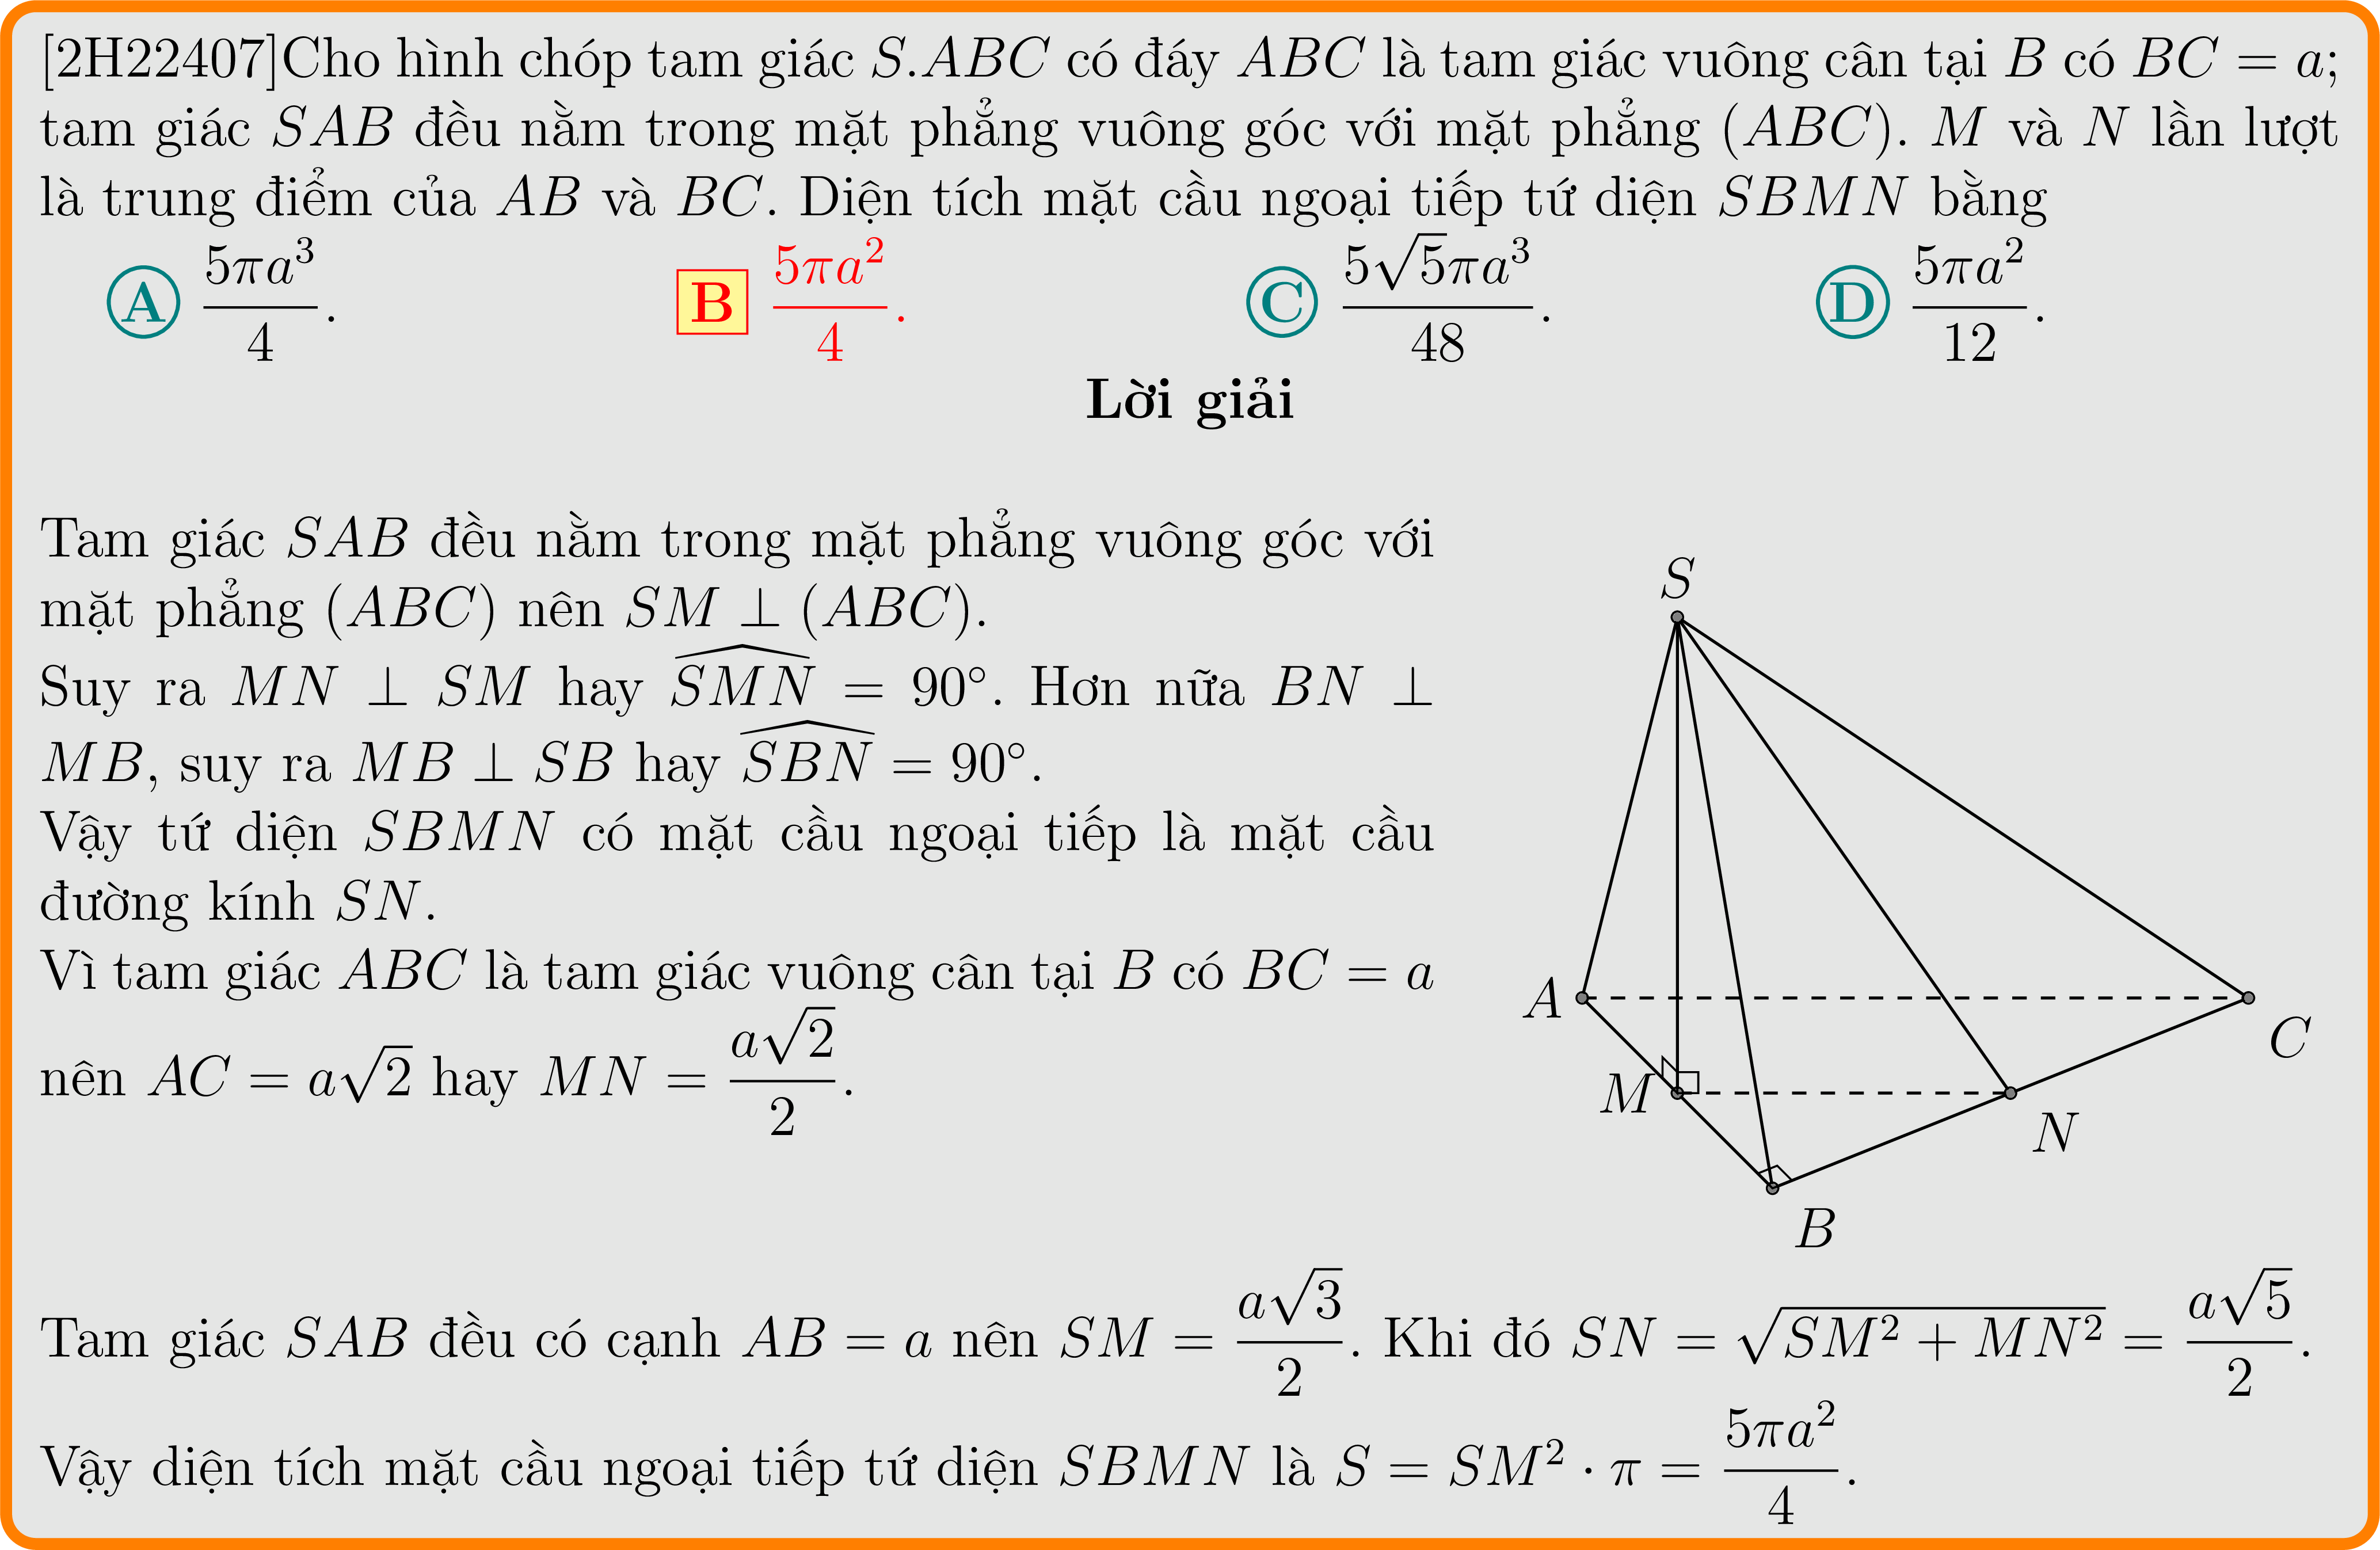 [2H22407]Cho hình chóp tam giác S.ABC có đáy ABC là tam giác vuông cân tại B có BC = a;
tam giác SAB đều nằm trong mặt phẳng vuông góc với mặt phẳng (ABC). M và N lần lượt
là trung điểm của AB và BC. Diện tích mặt cầu ngoại tiếp tứ diện SBMN bằng
A $\frac{5\pi a^3}{4}$. B $\frac{5\pi a^2}{4}$. C $\frac{5\sqrt{5}\pi a^3}{48}$. D $\frac{5\pi a^2}{12}$.
Lời giải
Tam giác SAB đều nằm trong mặt phẳng vuông góc với
mặt phẳng (ABC) nên SM ⊥ (ABC).
Suy ra MN ⊥ SM hay $\widehat{SMN}$ = 90°. Hơn nữa BN ⊥
MB, suy ra MB ⊥ SB hay $\widehat{SBN}$ = 90°.
Vậy tứ diện SBMN có mặt cầu ngoại tiếp là mặt cầu
đường kính SN.
Vì tam giác ABC là tam giác vuông cân tại B có BC = a
nên AC = $a\sqrt{2}$ hay MN = $\frac{a\sqrt{2}}{2}$.
S
A
C
M
N
B
Tam giác SAB đều có cạnh AB = a nên SM = $\frac{a\sqrt{3}}{2}$. Khi đó SN = $\sqrt{SM^2 + MN^2}$ = $\frac{a\sqrt{5}}{2}$.
Vậy diện tích mặt cầu ngoại tiếp tứ diện SBMN là S = $SM^2 \cdot \pi$ = $\frac{5\pi a^2}{4}$.